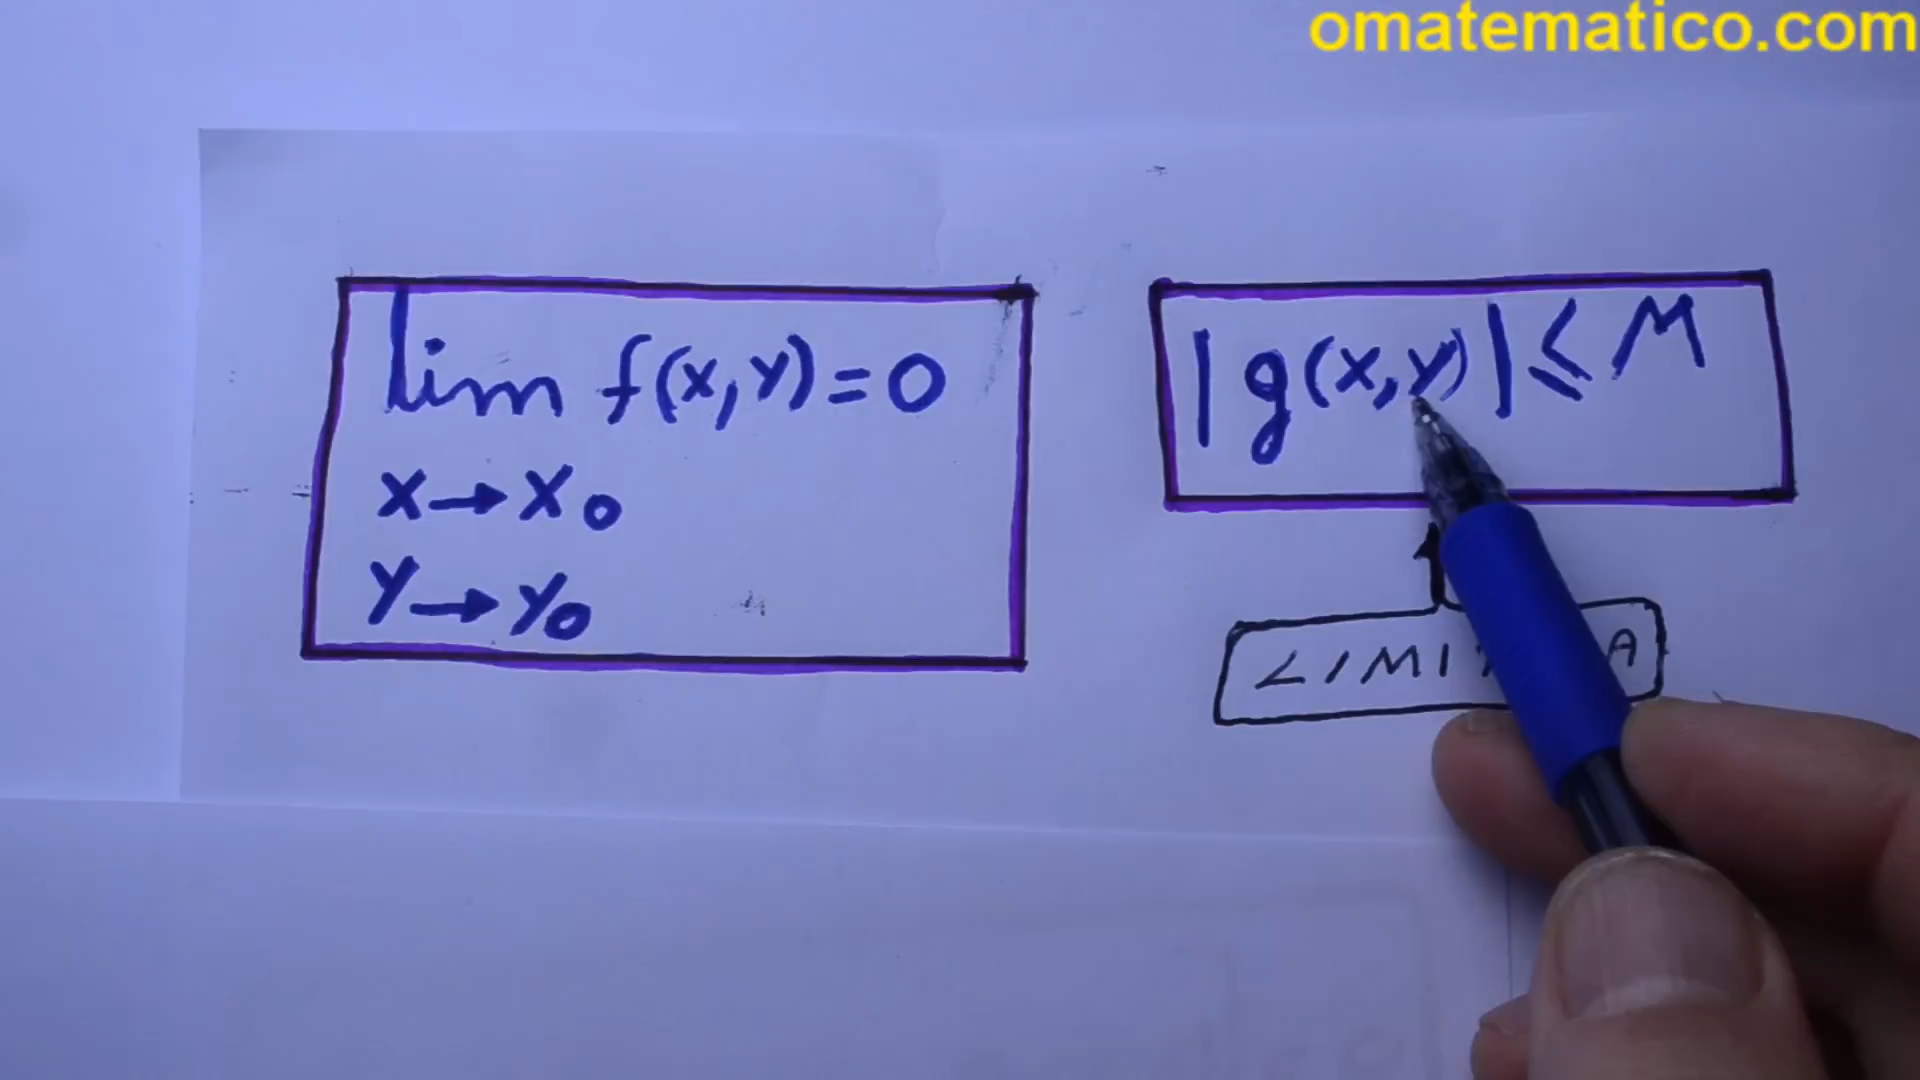 omatematico.com
lim f(x,y)=0
x→x₀
y→y₀
|g(x,y)|≤M